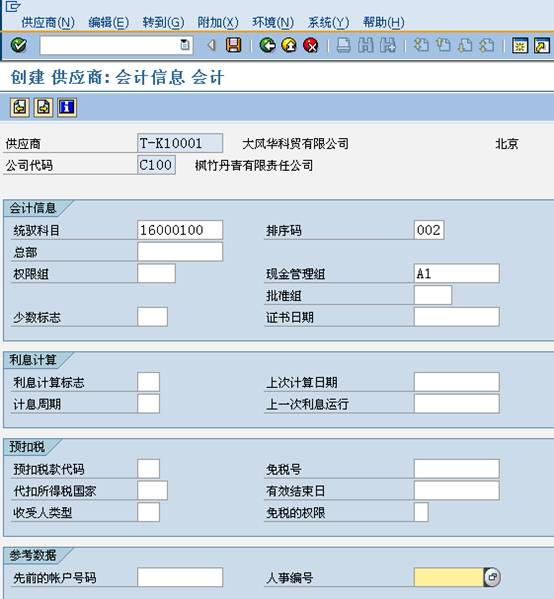 供应商(N) 编辑(E) 转到(G) 附加(X) 环境(N) 系统(Y) 帮助(H)
创建 供应商: 会计信息 会计
供应商 T-K10001 大风华科贸有限公司 北京
公司代码 C100 枫竹丹青有限责任公司
会计信息
统驭科目 16000100 排序码 002
总部
权限组 现金管理组 A1
批准组
少数标志 证书日期
利息计算
利息计算标志 上次计算日期
计息周期 上一次利息运行
预扣税
预扣税款代码 免税号
代扣所得税国家 有效结束日
收受人类型 免税的权限
参考数据
先前的帐户号码 人事编号